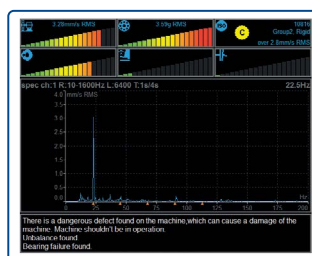 3.28mm/s RMS
3.59g RMS
10816
Group2: Rigid
C
over 2.8mm/s RMS
spec ch:1 R:10-1600Hz L:6400 T:1s/4s
22.5Hz
4.0 mm/s RMS
3.5
3.0
2.5
2.0
1.5
1.0
0.5
0.0
Hz
0 25 50 75 100 125 150 175 200
There is a dangerous defect found on the machine,which can cause a damage of the
machine. Machine shouldn't be in operation.
Unbalance found
Bearing failure found.